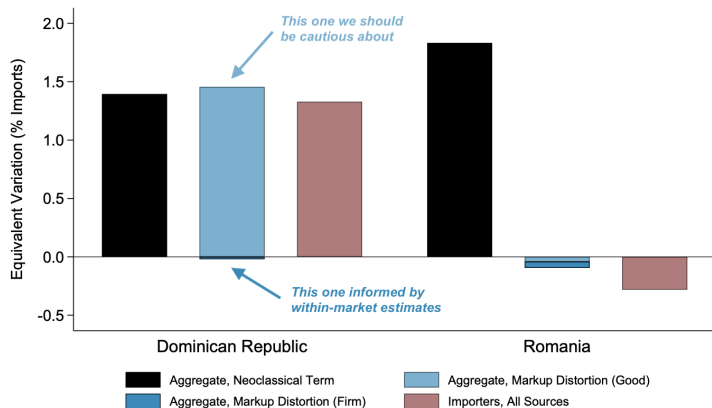 This one we should
be cautious about
2.0
1.5
1.0
0.5
0.0
-0.5
Equivalent Variation (% Imports)
This one informed by
within-market estimates
Dominican Republic
Romania
Aggregate, Neoclassical Term
Aggregate, Markup Distortion (Good)
Aggregate, Markup Distortion (Firm)
Importers, All Sources